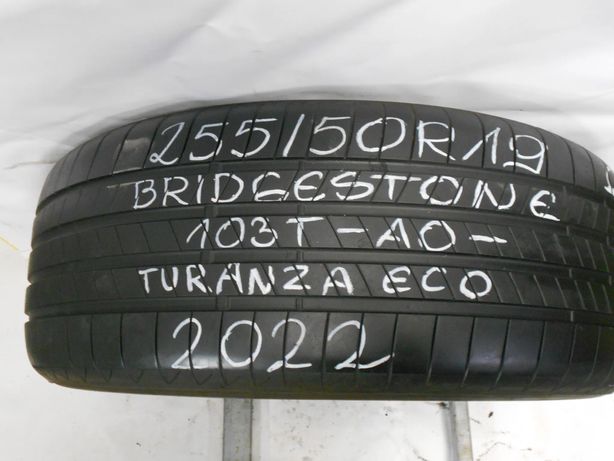 255/50R19
BRIDGESTONE
103T-AO-
TURANZA ECO
2022